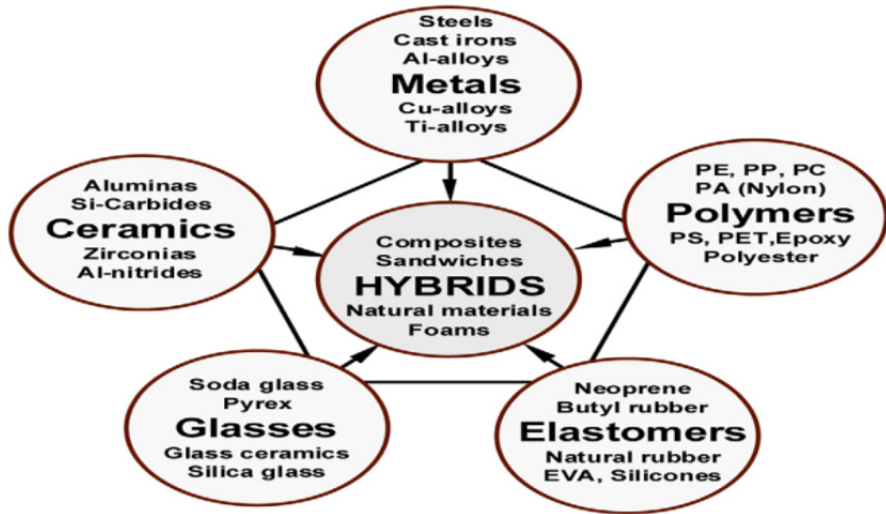 Steels
Cast irons
Al-alloys
Metals
Cu-alloys
Ti-alloys
Aluminas
Si-Carbides
Ceramics
Zirconias
Al-nitrides
PE, PP, PC
PA (Nylon)
Polymers
PS, PET,Epoxy
Polyester
Composites
Sandwiches
HYBRIDS
Natural materials
Foams
Soda glass
Pyrex
Glasses
Glass ceramics
Silica glass
Neoprene
Butyl rubber
Elastomers
Natural rubber
EVA, Silicones